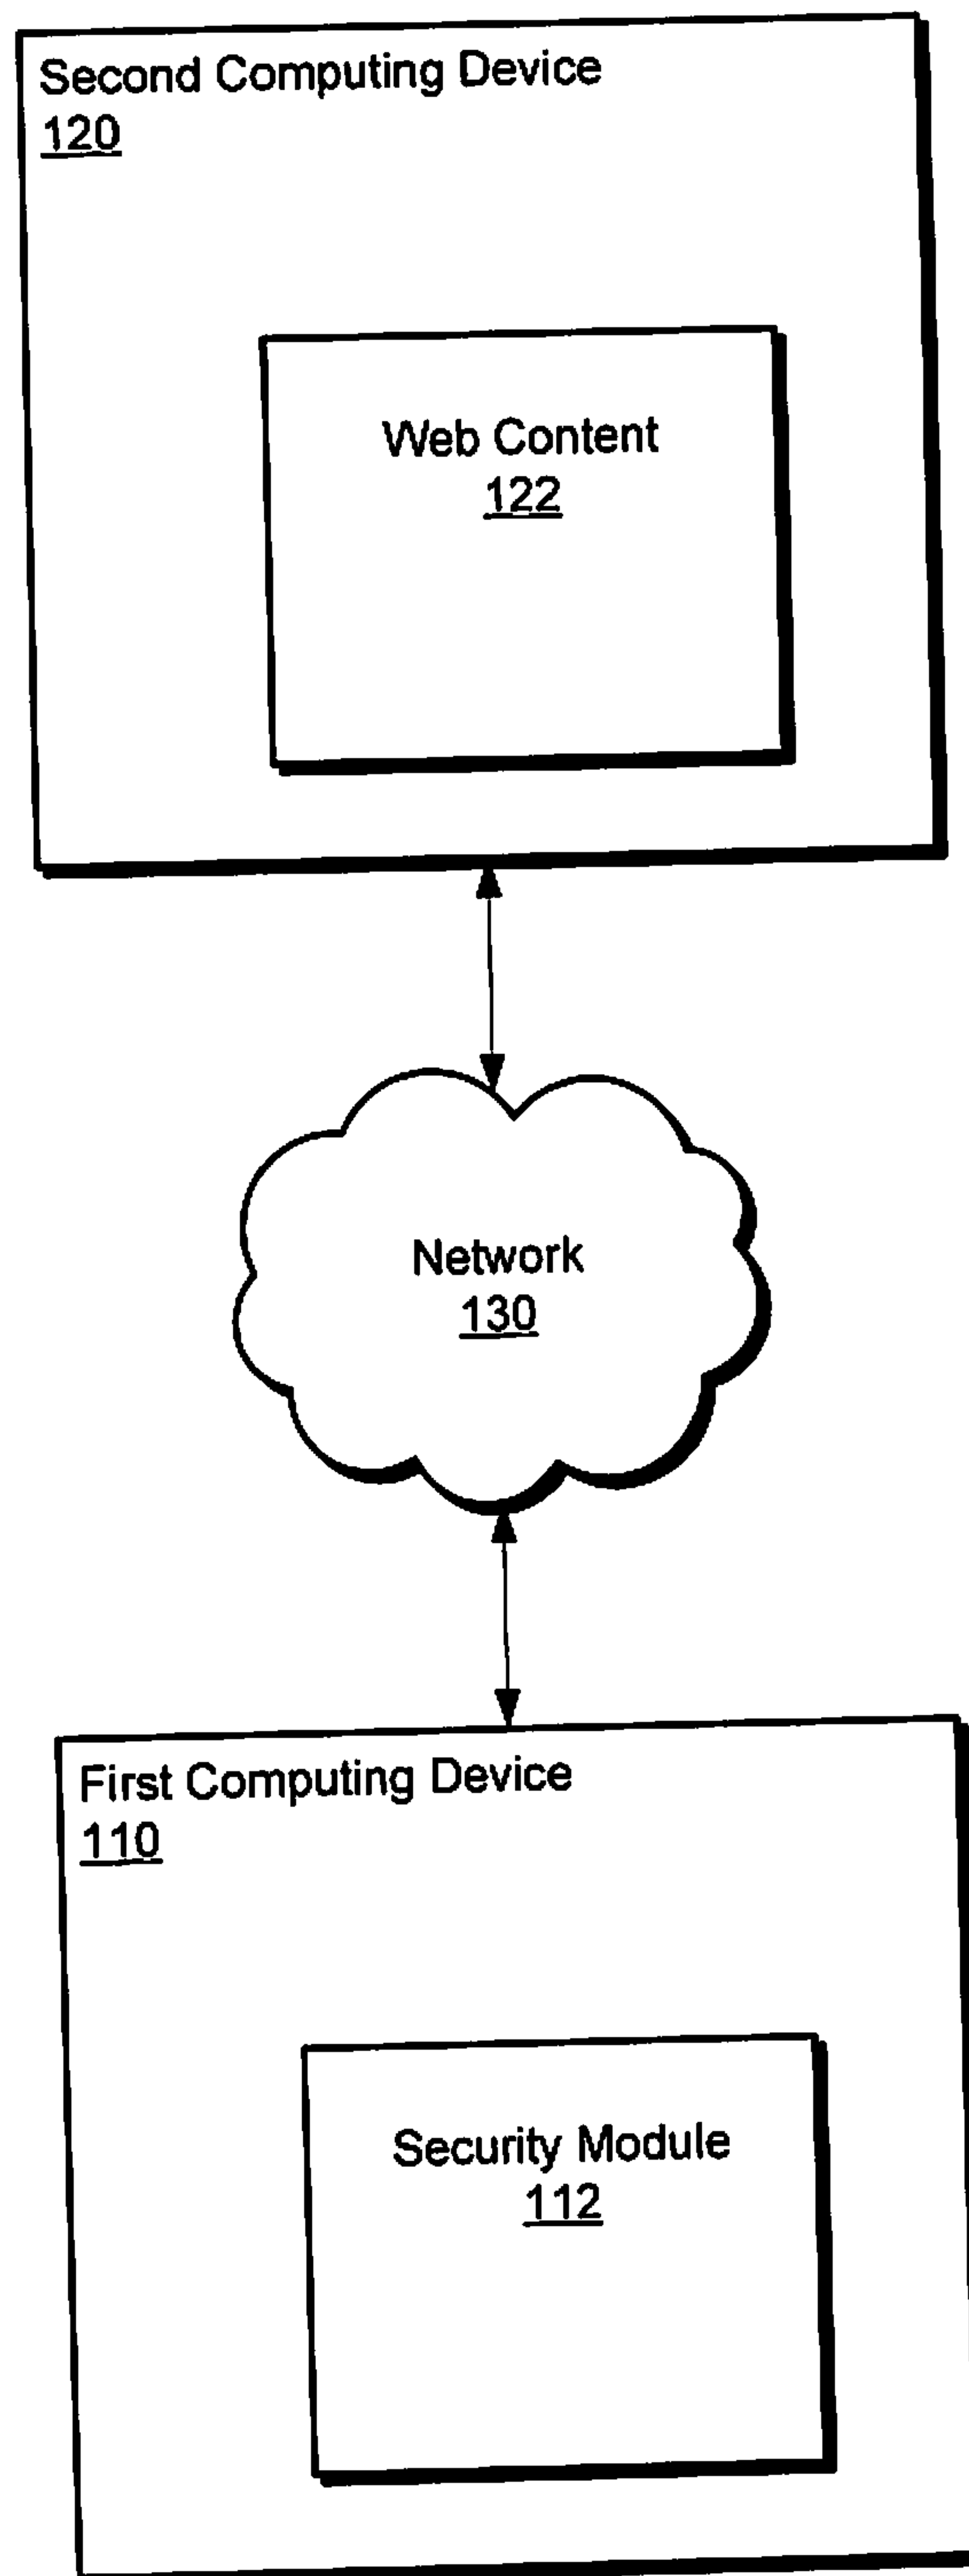 Second Computing Device
120
Web Content
122
Network
130
First Computing Device
110
Security Module
112